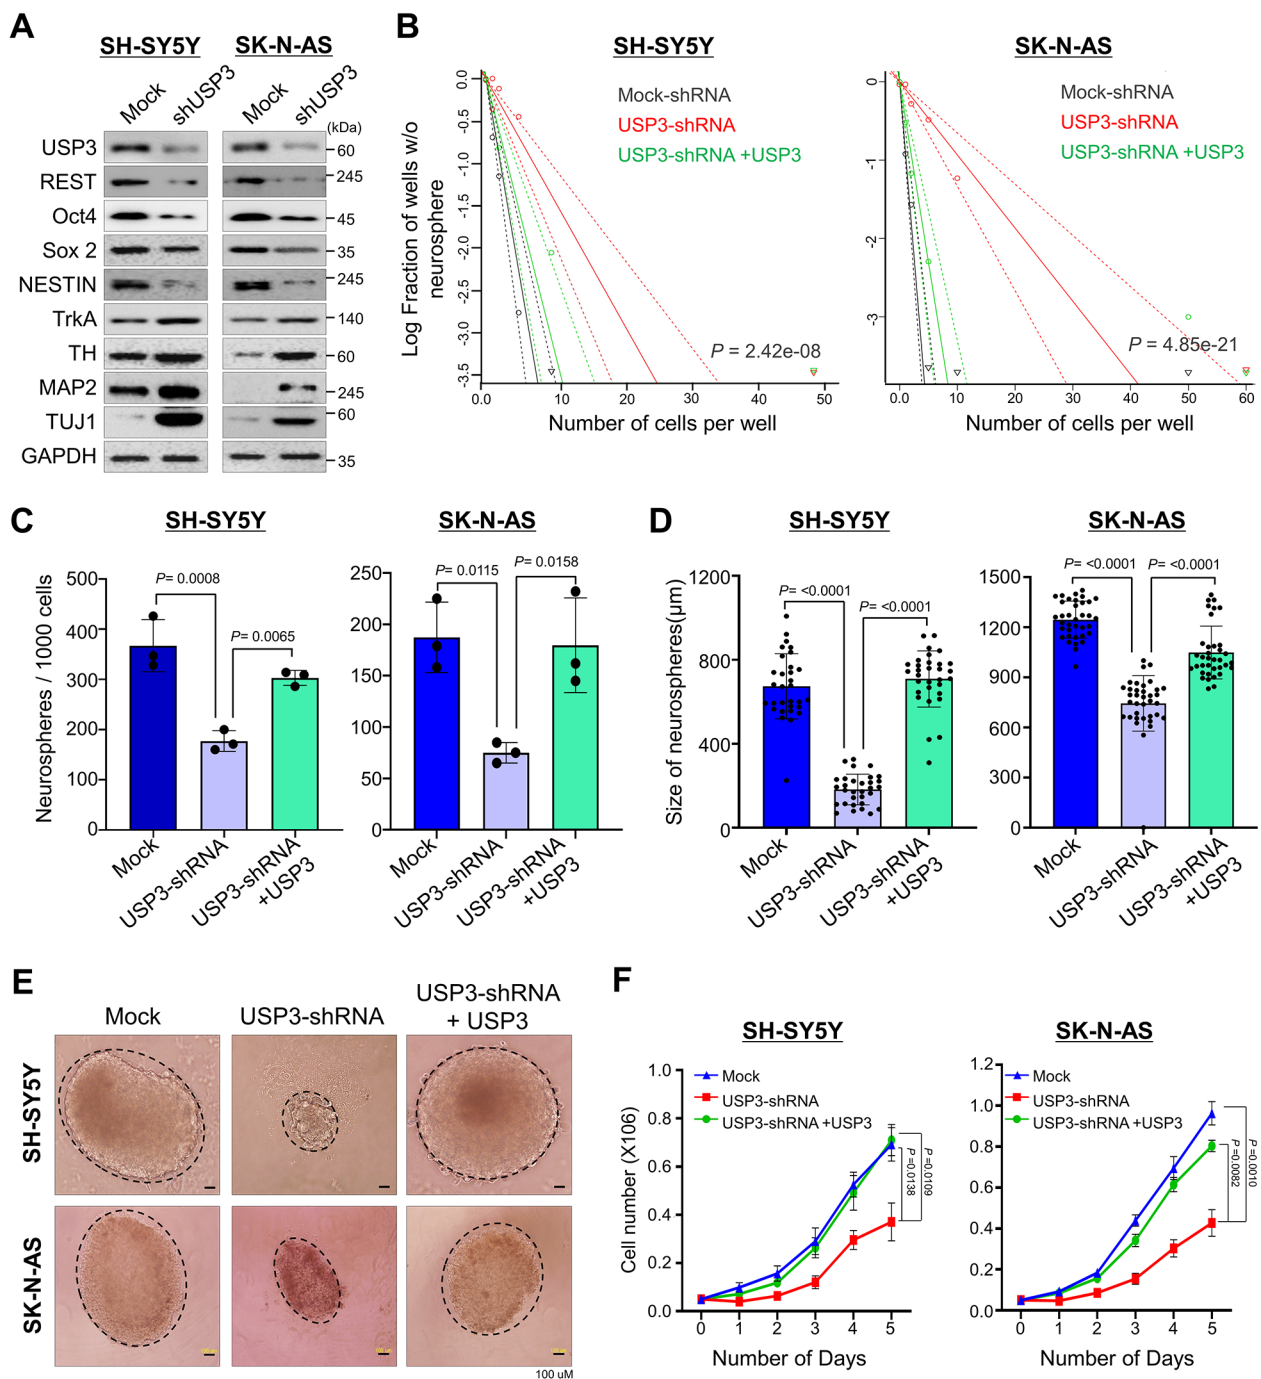 A
SH-SY5Y SK-N-AS
Mock shUSP3 Mock shUSP3
(kDa)
USP3 60
REST 245
Oct4 45
Sox 2 35
NESTIN 245
TrkA 140
TH 60
MAP2 245
TUJ1 60
GAPDH 35
B
SH-SY5Y
Log Fraction of wells w/o
neurosphere
0.0
-0.5
-1.0
-1.5
-2.0
-2.5
-3.0
-3.5
Mock-shRNA
USP3-shRNA
USP3-shRNA +USP3
P = 2.42e-08
0.0 10 20 30 40 50
Number of cells per well
SK-N-AS
0
-1
-2
-3
Mock-shRNA
USP3-shRNA
USP3-shRNA +USP3
P = 4.85e-21
0.0 10 20 30 40 50 60
Number of cells per well
C
SH-SY5Y
Neurospheres / 1000 cells
500
400
300
200
100
0
P= 0.0008
P= 0.0065
Mock
USP3-shRNA
USP3-shRNA
+USP3
SK-N-AS
250
200
150
100
50
0
P= 0.0115
P= 0.0158
Mock
USP3-shRNA
USP3-shRNA
+USP3
D
SH-SY5Y
Size of neurospheres(μm)
1200
800
400
0
P= <0.0001
P= <0.0001
Mock
USP3-shRNA
USP3-shRNA
+USP3
SK-N-AS
1500
1200
900
600
300
0
P= <0.0001
P= <0.0001
Mock
USP3-shRNA
USP3-shRNA
+USP3
E
Mock USP3-shRNA USP3-shRNA
+ USP3
SH-SY5Y
SK-N-AS
100 uM
F
SH-SY5Y
Cell number (X106)
1.0
0.8
0.6
0.4
0.2
0.0
Mock
USP3-shRNA
USP3-shRNA +USP3
P =0.0138
P =0.0109
0 1 2 3 4 5
Number of Days
SK-N-AS
1.2
1.0
0.8
0.6
0.4
0.2
0.0
Mock
USP3-shRNA
USP3-shRNA +USP3
P =0.0082
P =0.0010
0 1 2 3 4 5
Number of Days